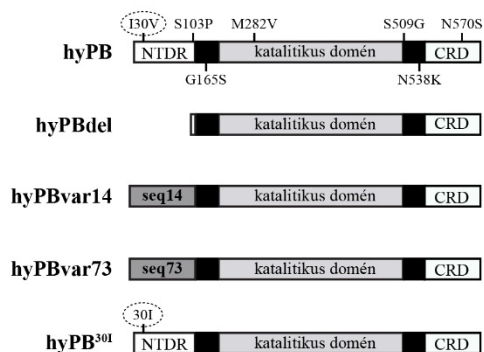 I30V S103P M282V S509G N570S
hyPB NTDR katalitikus domén CRD
G165S N538K
hyPBdel katalitikus domén CRD
hyPBvar14 seq14 katalitikus domén CRD
hyPBvar73 seq73 katalitikus domén CRD
30I
hyPB³⁰ᴵ NTDR katalitikus domén CRD